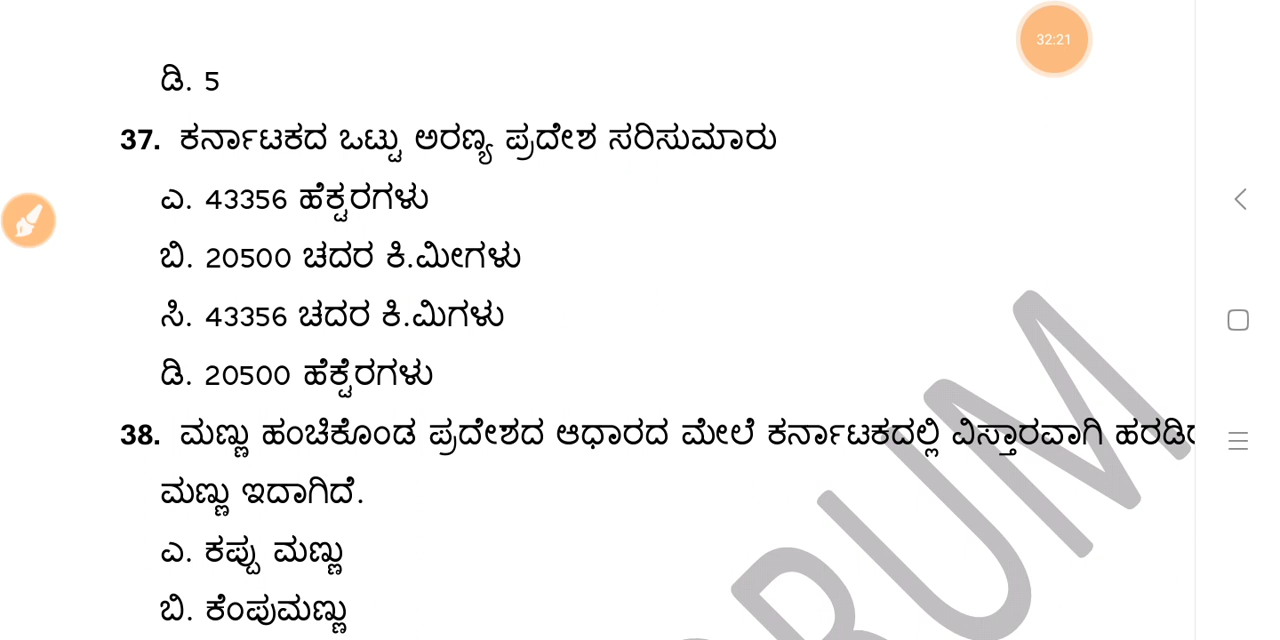 32:21
ಡಿ. 5
37. ಕರ್ನಾಟಕದ ಒಟ್ಟು ಅರಣ್ಯ ಪ್ರದೇಶ ಸರಿಸುಮಾರು
ಎ. 43356 ಹೆಕ್ಟರಗಳು
ಬಿ. 20500 ಚದರ ಕಿ.ಮೀಗಳು
ಸಿ. 43356 ಚದರ ಕಿ.ಮಿಗಳು
ಡಿ. 20500 ಹೆಕ್ಟೆರಗಳು
38. ಮಣ್ಣು ಹಂಚಿಕೊಂಡ ಪ್ರದೇಶದ ಆಧಾರದ ಮೇಲೆ ಕರ್ನಾಟಕದಲ್ಲಿ ವಿಸ್ತಾರವಾಗಿ
ಮಣ್ಣು ಇದಾಗಿದೆ.
ಎ. ಕಪ್ಪು ಮಣ್ಣು
ಬಿ. ಕೆಂಪುಮಣ್ಣು